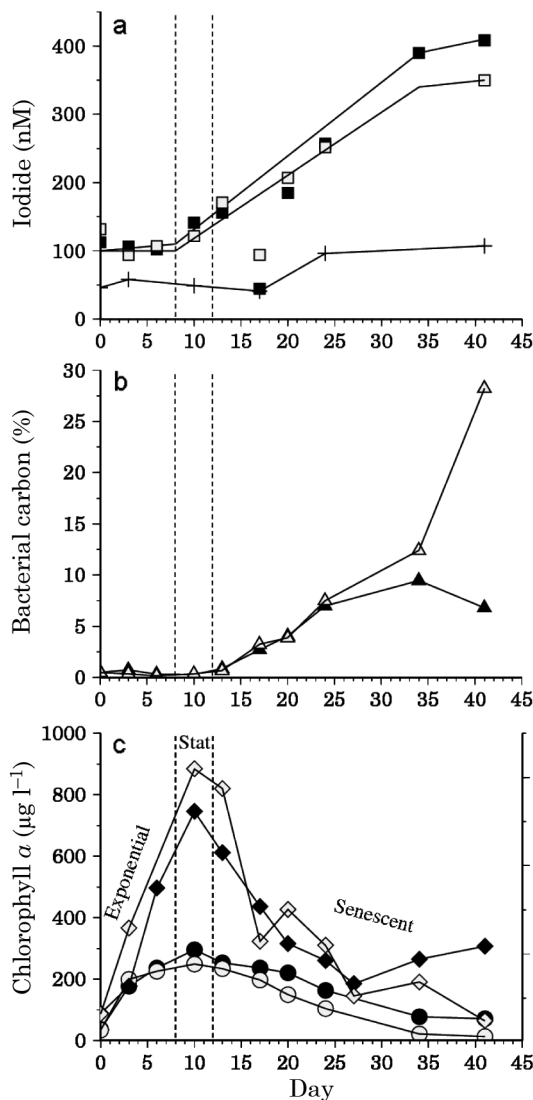 a
Iodide (nM)
400
300
200
100
0
0 5 10 15 20 25 30 35 40 45
b
Bacterial carbon (%)
30
25
20
15
10
5
0
0 5 10 15 20 25 30 35 40 45
c
Stat
Exponential
Senescent
Chlorophyll a (µg l⁻¹)
1000
800
600
400
200
0
0 5 10 15 20 25 30 35 40 45
Day